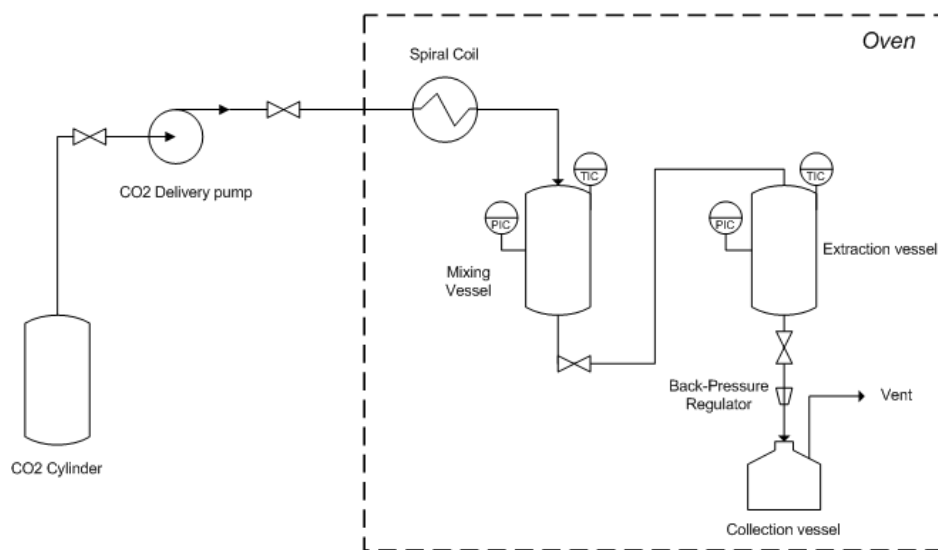 Oven
Spiral Coil
CO2 Delivery pump
TIC
TIC
PIC
PIC
Extraction vessel
Mixing
Vessel
Back-Pressure
Regulator
Vent
CO2 Cylinder
Collection vessel